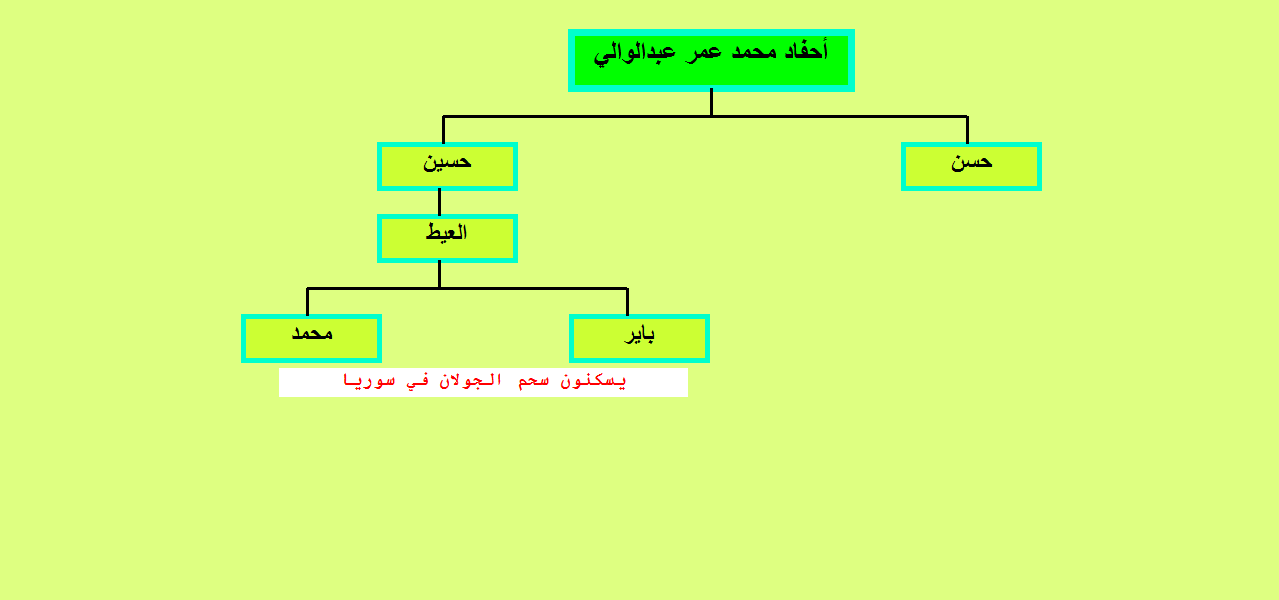 أحفاد محمد عمر عبدالوالي
حسن
حسين
العيط
باير
محمد
يسكنون سحم الجولان في سوريا